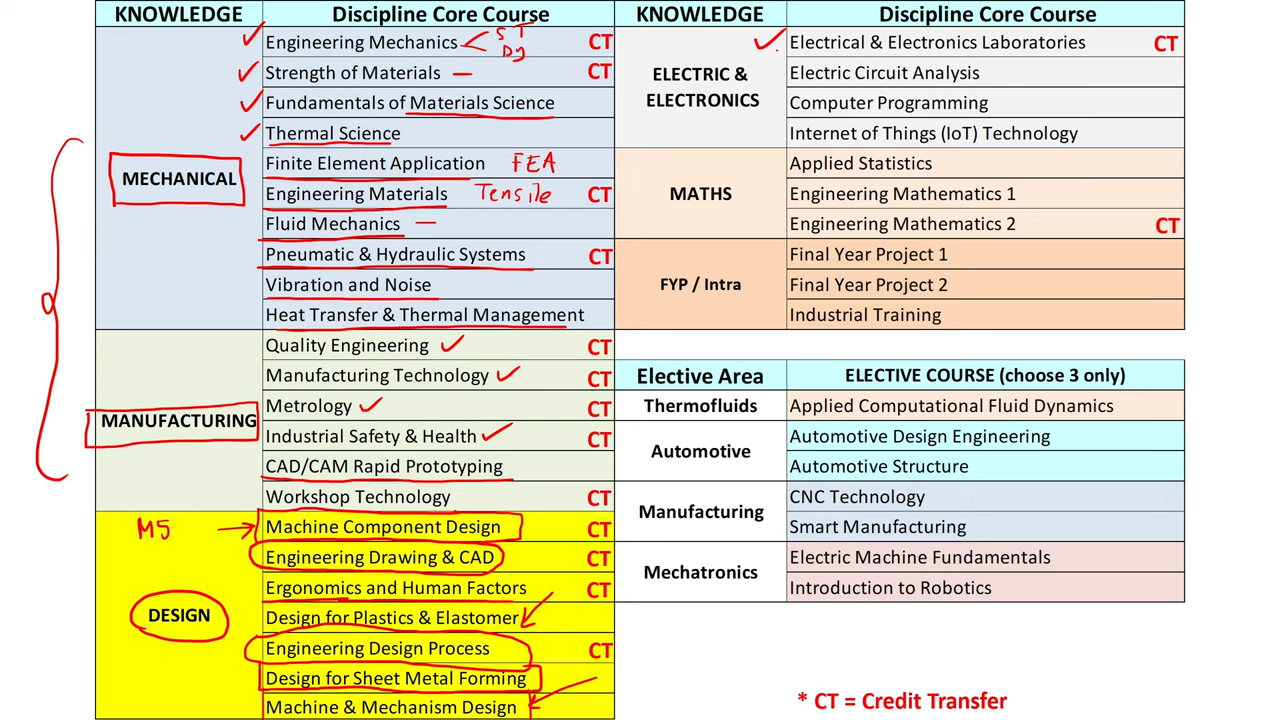 KNOWLEDGE Discipline Core Course
Engineering Mechanics ST CT
Dy
Strength of Materials CT
Fundamentals of Materials Science
Thermal Science
MECHANICAL
Finite Element Application FEA
Engineering Materials Tensile CT
Fluid Mechanics
Pneumatic & Hydraulic Systems CT
Vibration and Noise
Heat Transfer & Thermal Management
MANUFACTURING
Quality Engineering CT
Manufacturing Technology CT
Metrology CT
Industrial Safety & Health CT
CAD/CAM Rapid Prototyping
Workshop Technology CT
M5
DESIGN
Machine Component Design CT
Engineering Drawing & CAD CT
Ergonomics and Human Factors CT
Design for Plastics & Elastomer
Engineering Design Process CT
Design for Sheet Metal Forming
Machine & Mechanism Design
KNOWLEDGE Discipline Core Course
ELECTRIC &
ELECTRONICS
Electrical & Electronics Laboratories CT
Electric Circuit Analysis
Computer Programming
Internet of Things (IoT) Technology
MATHS
Applied Statistics
Engineering Mathematics 1
Engineering Mathematics 2 CT
FYP / Intra
Final Year Project 1
Final Year Project 2
Industrial Training
Elective Area ELECTIVE COURSE (choose 3 only)
Thermofluids Applied Computational Fluid Dynamics
Automotive
Automotive Design Engineering
Automotive Structure
Manufacturing
CNC Technology
Smart Manufacturing
Mechatronics
Electric Machine Fundamentals
Introduction to Robotics
* CT = Credit Transfer